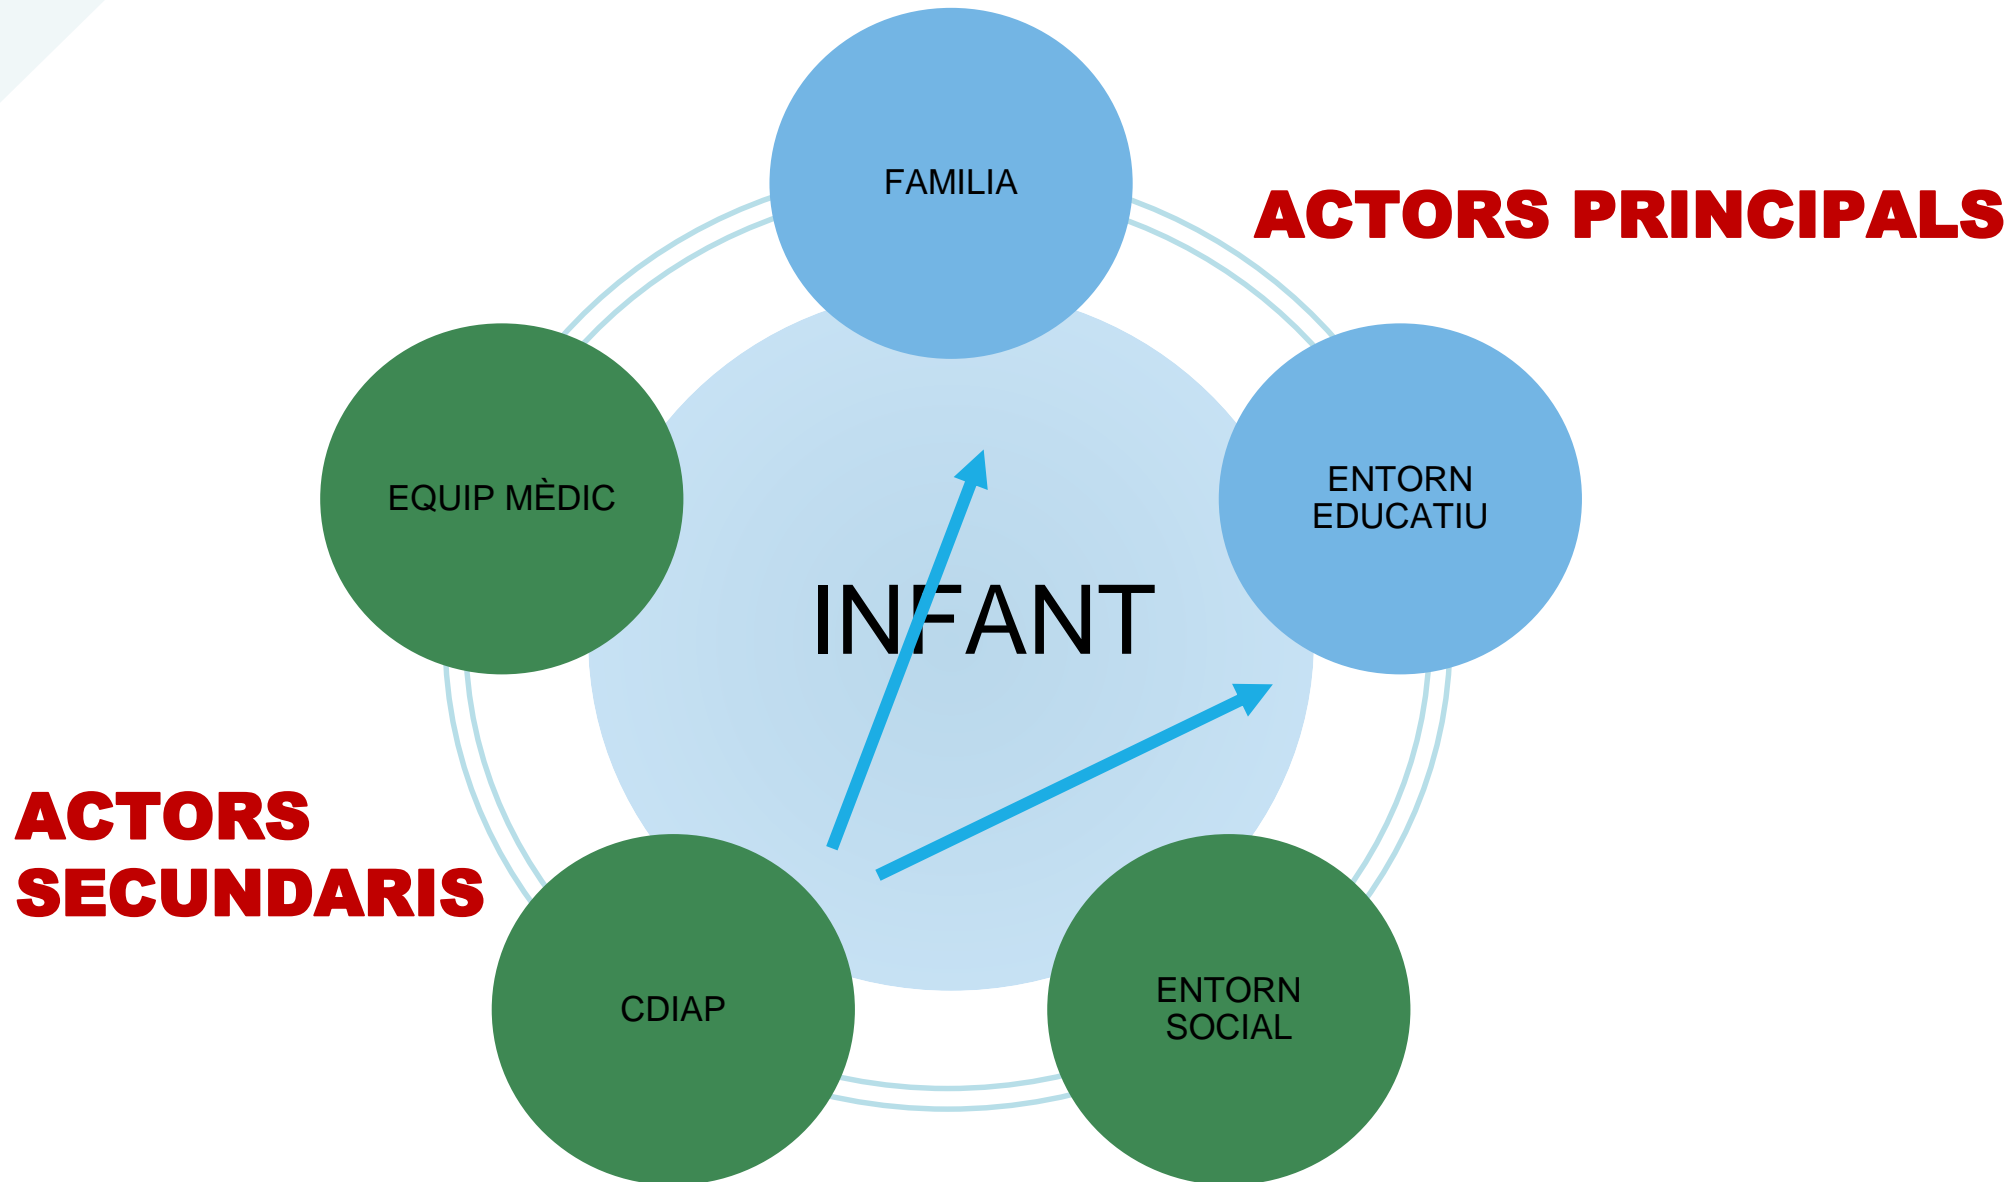 FAMILIA
ACTORS PRINCIPALS
EQUIP MÈDIC
ENTORN
EDUCATIU
INFANT
ACTORS
SECUNDARIS
CDIAP
ENTORN
SOCIAL